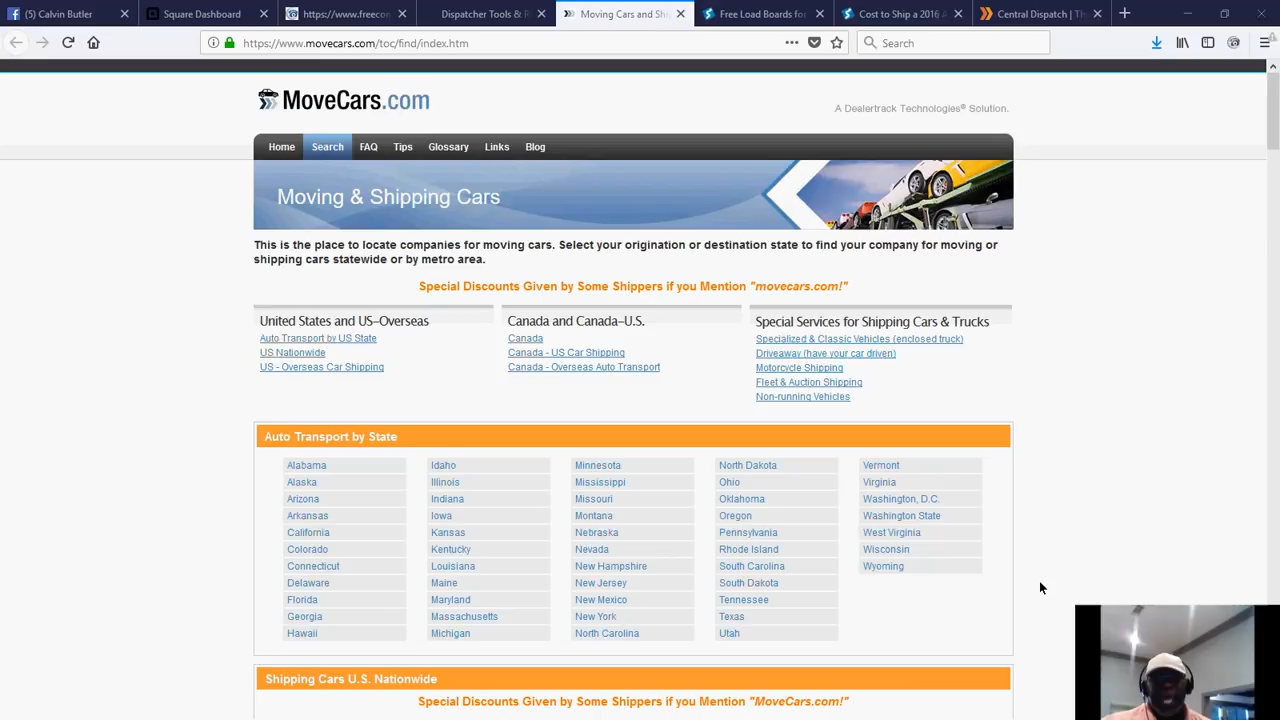 (5) Calvin Butler
Square Dashboard
https://www.freecon
Dispatcher Tools & R
Moving Cars and Shi
Free Load Boards fo
Cost to Ship a 2016 A
Central Dispatch | Th
https://www.movecars.com/toc/find/index.htm
Search
MoveCars.com
A Dealertrack Technologies® Solution.
Home Search FAQ Tips Glossary Links Blog
Moving & Shipping Cars
This is the place to locate companies for moving cars. Select your origination or destination state to find your company for moving or
shipping cars statewide or by metro area.
Special Discounts Given by Some Shippers if you Mention "movecars.com!"
United States and US-Overseas
Auto Transport by US State
US Nationwide
US - Overseas Car Shipping
Canada and Canada-U.S.
Canada
Canada - US Car Shipping
Canada - Overseas Auto Transport
Special Services for Shipping Cars & Trucks
Specialized & Classic Vehicles (enclosed truck)
Driveaway (have your car driven)
Motorcycle Shipping
Fleet & Auction Shipping
Non-running Vehicles
Auto Transport by State
Alabama
Alaska
Arizona
Arkansas
California
Colorado
Connecticut
Delaware
Florida
Georgia
Hawaii
Idaho
Illinois
Indiana
Iowa
Kansas
Kentucky
Louisiana
Maine
Maryland
Massachusetts
Michigan
Minnesota
Mississippi
Missouri
Montana
Nebraska
Nevada
New Hampshire
New Jersey
New Mexico
New York
North Carolina
North Dakota
Ohio
Oklahoma
Oregon
Pennsylvania
Rhode Island
South Carolina
South Dakota
Tennessee
Texas
Utah
Vermont
Virginia
Washington, D.C.
Washington State
West Virginia
Wisconsin
Wyoming
Shipping Cars U.S. Nationwide
Special Discounts Given by Some Shippers if you Mention "MoveCars.com!"